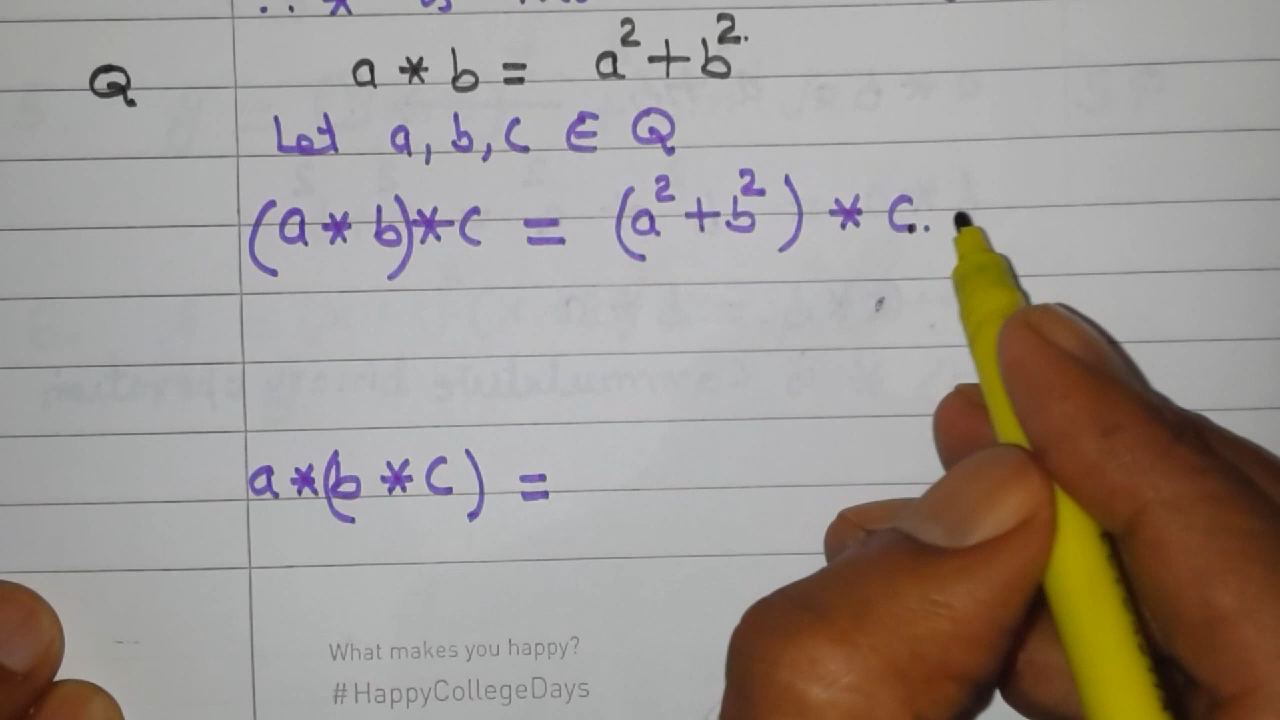 Q a * b = a² + b².
Let a, b, c ∈ Q
(a * b) * c = (a² + b²) * c.
a * (b * c) =
What makes you happy?
#HappyCollegeDays